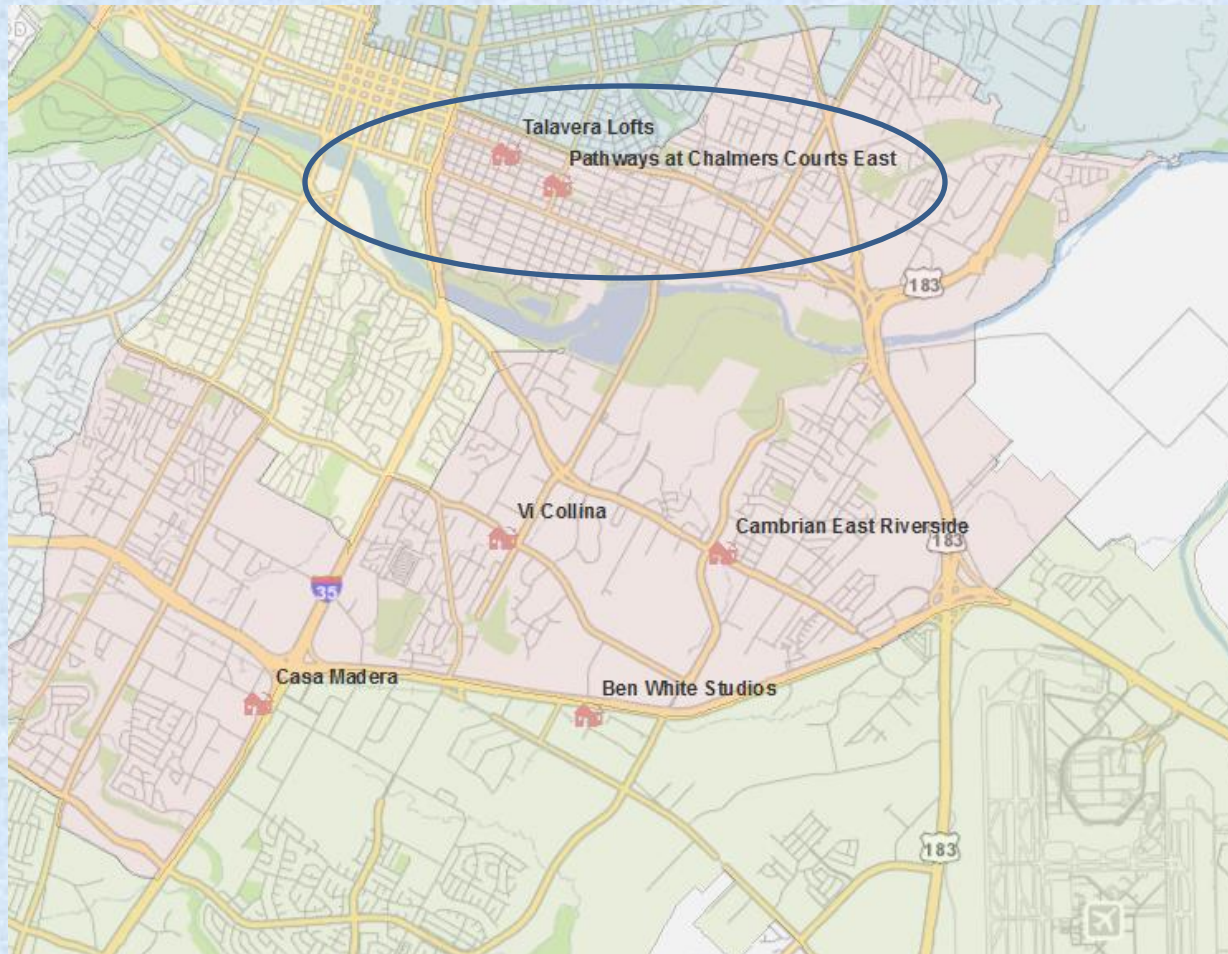 Talavera Lofts
Pathways at Chalmers Courts East
183
Vi Collina
Cambrian East Riverside
183
35
Casa Madera
Ben White Studios
183